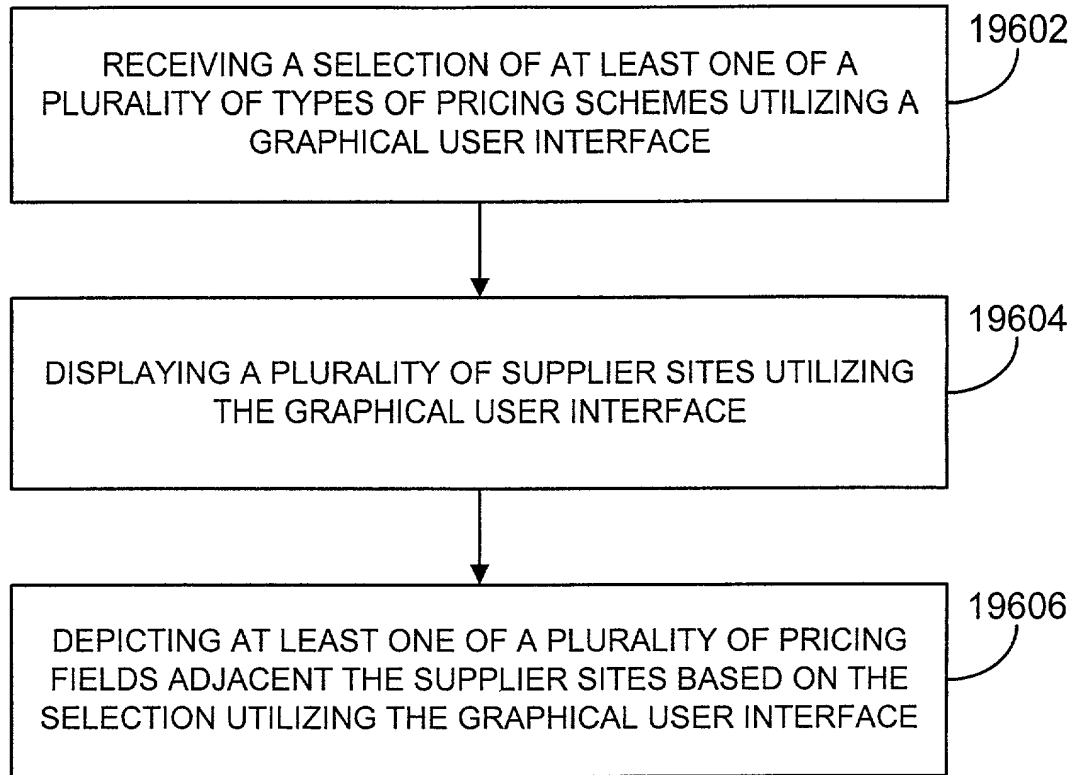 19602
RECEIVING A SELECTION OF AT LEAST ONE OF A
PLURALITY OF TYPES OF PRICING SCHEMES UTILIZING A
GRAPHICAL USER INTERFACE
19604
DISPLAYING A PLURALITY OF SUPPLIER SITES UTILIZING
THE GRAPHICAL USER INTERFACE
19606
DEPICTING AT LEAST ONE OF A PLURALITY OF PRICING
FIELDS ADJACENT THE SUPPLIER SITES BASED ON THE
SELECTION UTILIZING THE GRAPHICAL USER INTERFACE